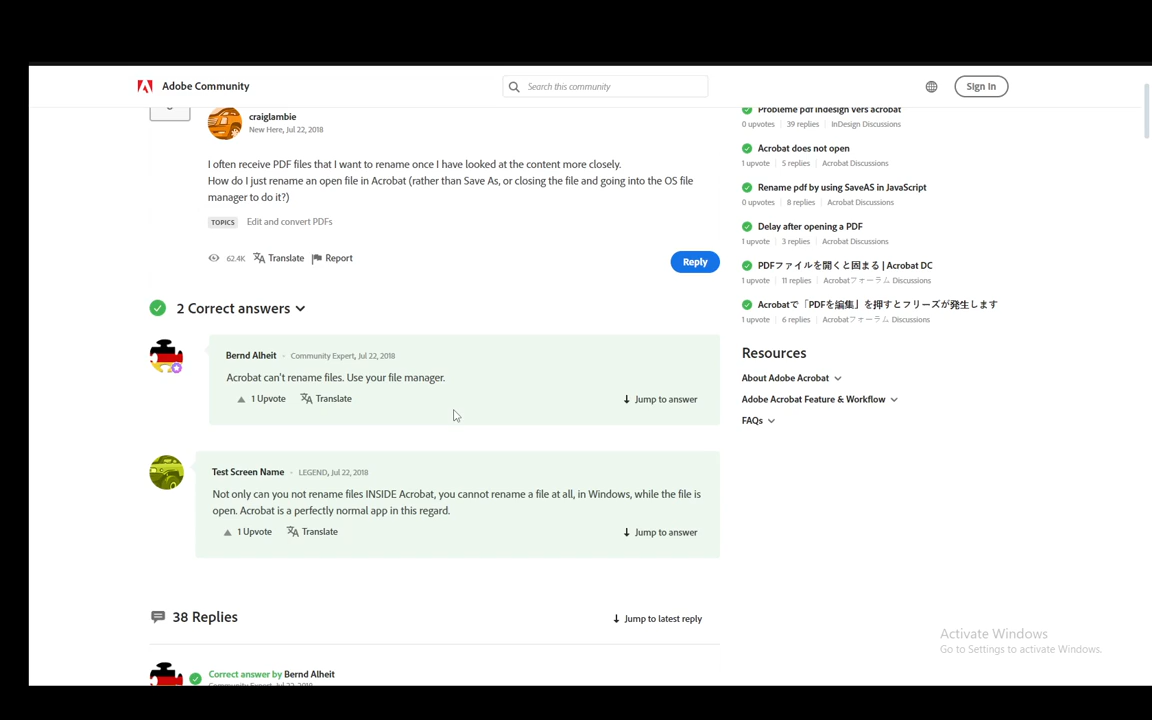 Adobe Community
Search this community
Sign In
craiglambie
New Here, Jul 22, 2018
I often receive PDF files that I want to rename once I have looked at the content more closely.
How do I just rename an open file in Acrobat (rather than Save As, or closing the file and going into the OS file
manager to do it?)
TOPICS Edit and convert PDFs
62.4K Translate Report
Reply
2 Correct answers
Bernd Alheit - Community Expert, Jul 22, 2018
Acrobat can't rename files. Use your file manager.
1 Upvote Translate
Jump to answer
Test Screen Name - LEGEND, Jul 22, 2018
Not only can you not rename files INSIDE Acrobat, you cannot rename a file at all, in Windows, while the file is
open. Acrobat is a perfectly normal app in this regard.
1 Upvote Translate
Jump to answer
38 Replies
Jump to latest reply
Correct answer by Bernd Alheit
Community Expert, Jul 22, 2018
Probleme pdf indesign vers acrobat
0 upvotes | 39 replies | InDesign Discussions
Acrobat does not open
1 upvote | 5 replies | Acrobat Discussions
Rename pdf by using SaveAS in JavaScript
0 upvotes | 8 replies | Acrobat Discussions
Delay after opening a PDF
1 upvote | 3 replies | Acrobat Discussions
PDFファイルを開くと固まる | Acrobat DC
1 upvote | 11 replies | Acrobatフォーラム Discussions
Acrobatで「PDFを編集」を押すとフリーズが発生します
1 upvote | 6 replies | Acrobatフォーラム Discussions
Resources
About Adobe Acrobat
Adobe Acrobat Feature & Workflow
FAQs
Activate Windows
Go to Settings to activate Windows.